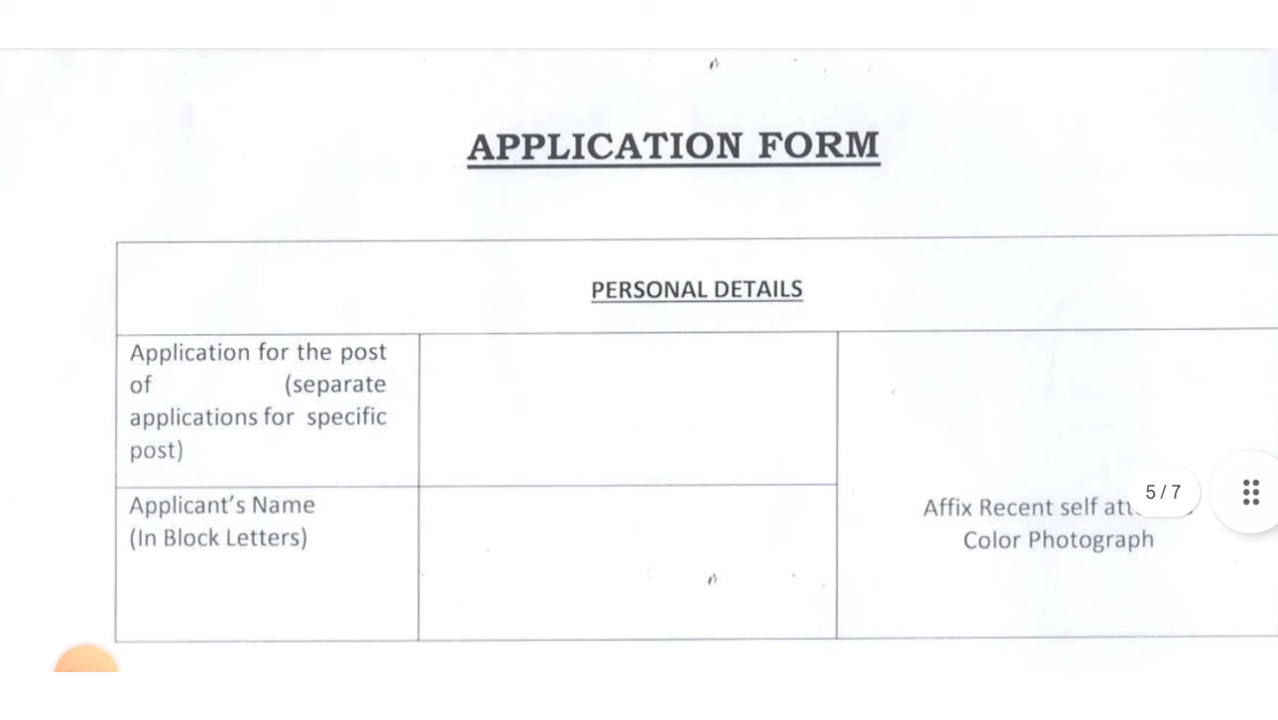 APPLICATION FORM
PERSONAL DETAILS
Application for the post
of (separate
applications for specific
post)
Applicant's Name
(In Block Letters)
Affix Recent self
Color Photograph
5 / 7